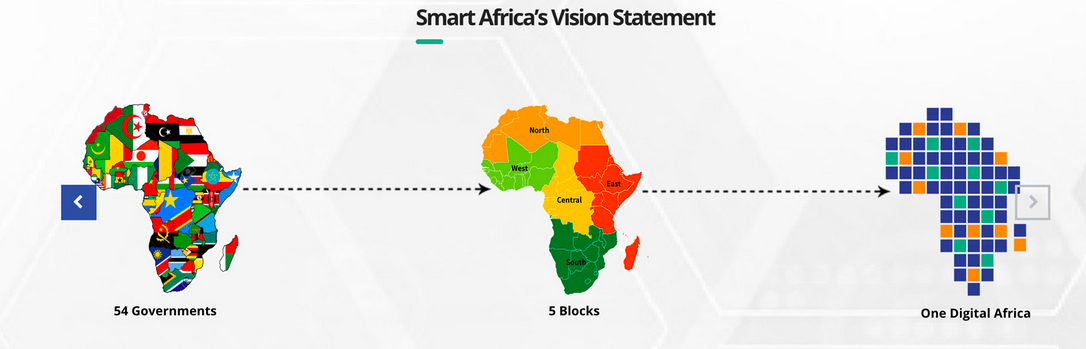 Smart Africa's Vision Statement
North
West
East
Central
South
54 Governments
5 Blocks
One Digital Africa